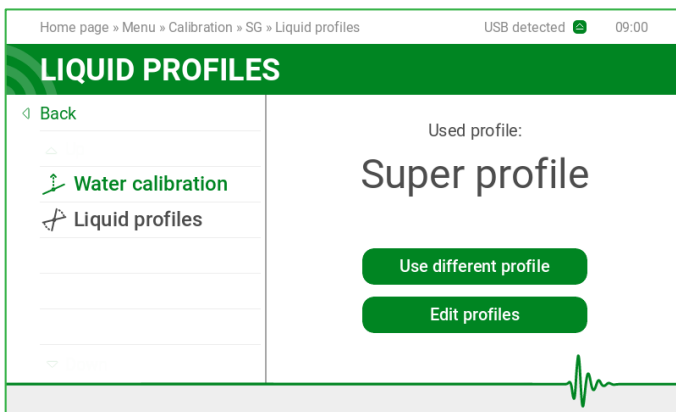 Home page » Menu » Calibration » SG » Liquid profiles
USB detected
09:00
LIQUID PROFILES
Back
Water calibration
Liquid profiles
Used profile:
Super profile
Use different profile
Edit profiles